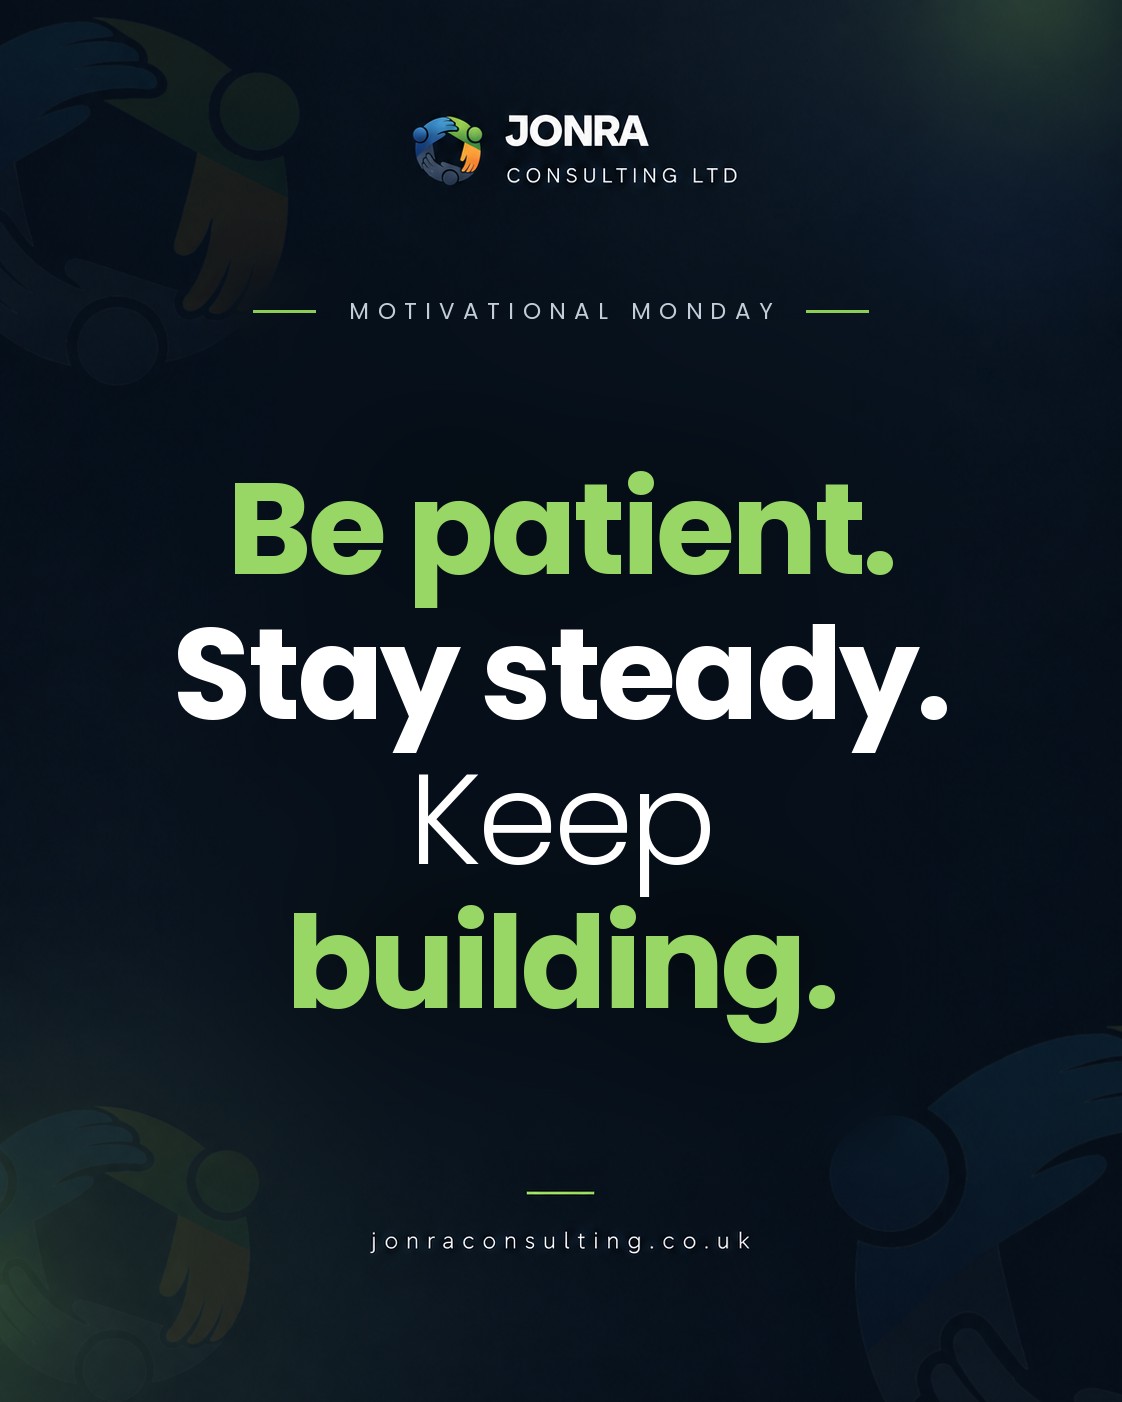 JONRA
CONSULTING LTD
MOTIVATIONAL MONDAY
Be patient.
Stay steady.
Keep
building.
jonraconsulting.co.uk